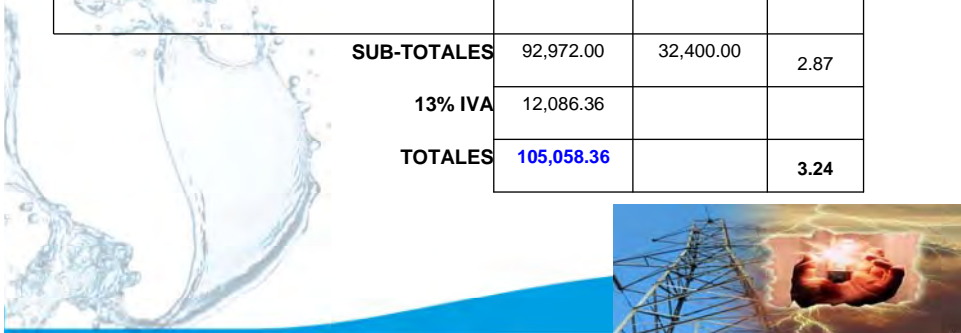 SUB-TOTALES 92,972.00 32,400.00 2.87
13% IVA 12,086.36
TOTALES 105,058.36 3.24